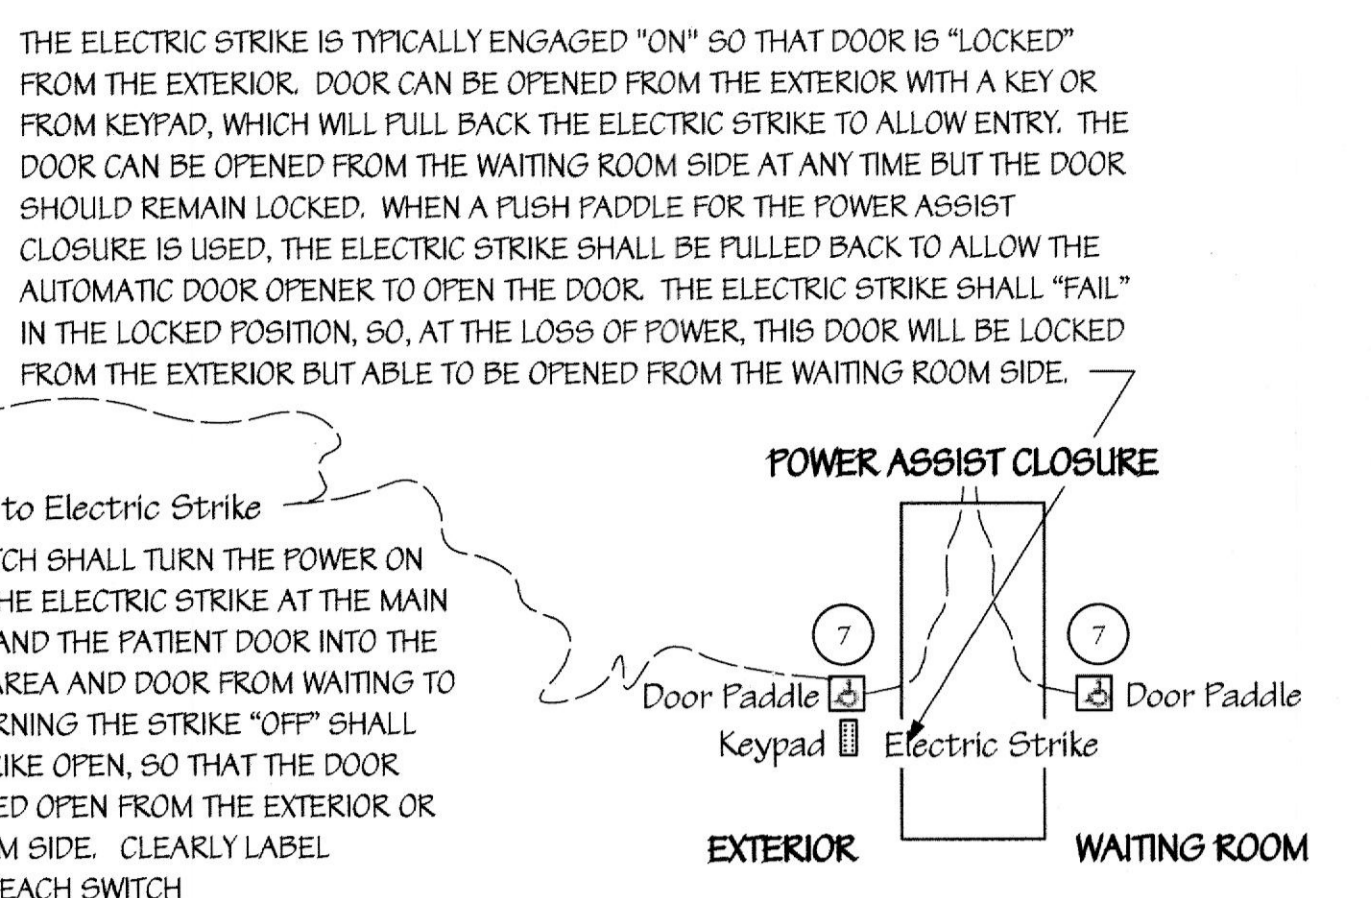 THE ELECTRIC STRIKE IS TYPICALLY ENGAGED "ON" SO THAT DOOR IS “LOCKED”
FROM THE EXTERIOR. DOOR CAN BE OPENED FROM THE EXTERIOR WITH A KEY OR
FROM KEYPAD, WHICH WILL PULL BACK THE ELECTRIC STRIKE TO ALLOW ENTRY. THE
DOOR CAN BE OPENED FROM THE WAITING ROOM SIDE AT ANY TIME BUT THE DOOR
SHOULD REMAIN LOCKED. WHEN A PUSH PADDLE FOR THE POWER ASSIST
CLOSURE IS USED, THE ELECTRIC STRIKE SHALL BE PULLED BACK TO ALLOW THE
AUTOMATIC DOOR OPENER TO OPEN THE DOOR. THE ELECTRIC STRIKE SHALL “FAIL”
IN THE LOCKED POSITION, SO, AT THE LOSS OF POWER, THIS DOOR WILL BE LOCKED
FROM THE EXTERIOR BUT ABLE TO BE OPENED FROM THE WAITING ROOM SIDE.
POWER ASSIST CLOSURE
to Electric Strike
TCH SHALL TURN THE POWER ON
HE ELECTRIC STRIKE AT THE MAIN
AND THE PATIENT DOOR INTO THE
AREA AND DOOR FROM WAITING TO
RNING THE STRIKE “OFF” SHALL
IKE OPEN, SO THAT THE DOOR
ED OPEN FROM THE EXTERIOR OR
M SIDE. CLEARLY LABEL
EACH SWITCH
7
7
Door Paddle
Door Paddle
Keypad
Electric Strike
EXTERIOR
WAITING ROOM